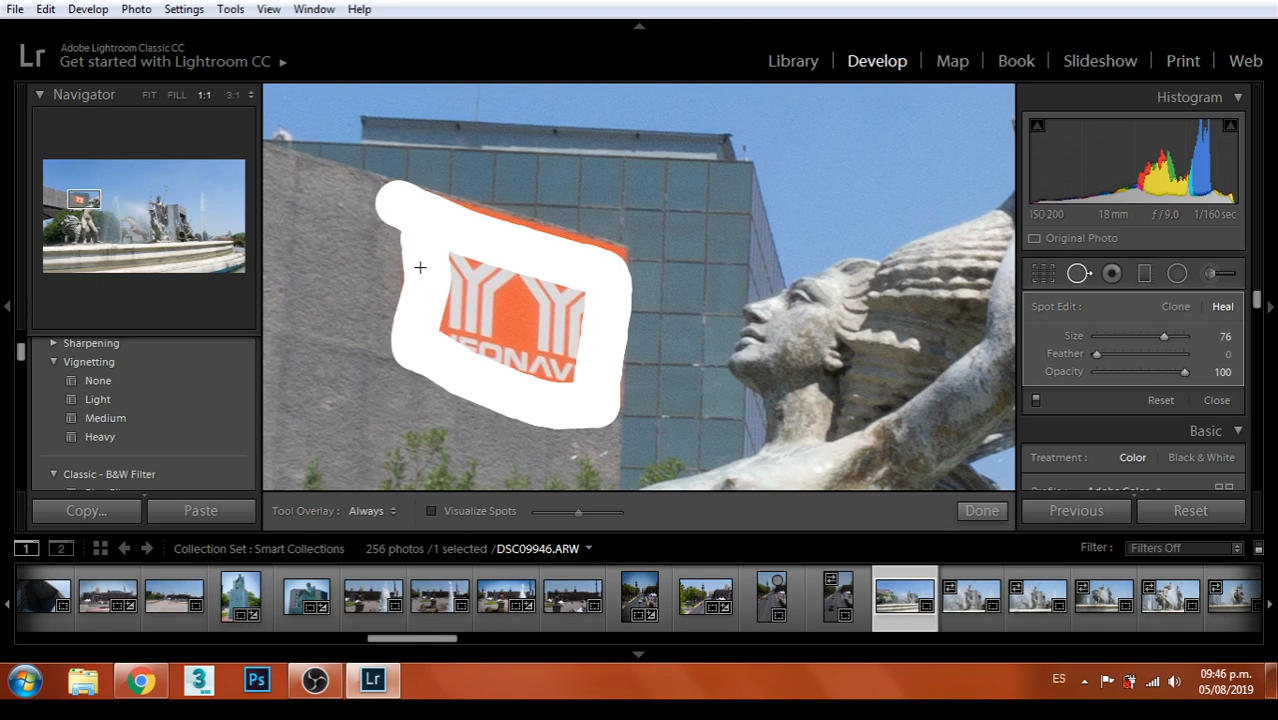 File Edit Develop Photo Settings Tools View Window Help
Lr
Adobe Lightroom Classic CC
Get started with Lightroom CC
Library Develop Map Book Slideshow Print Web
Navigator FIT FILL 1:1 3:1
Histogram
ISO 200 18 mm ƒ / 9.0 1/160 sec
Original Photo
Spot Edit : Clone Heal
Size 76
Feather 0
Opacity 100
Reset Close
Sharpening
Vignetting
None
Light
Medium
Heavy
Classic - B&W Filter
Basic
Treatment : Color Black & White
Copy... Paste
Tool Overlay : Always Visualize Spots Done
Previous Reset
1 2 Collection Set : Smart Collections 256 photos / 1 selected / DSC09946.ARW
Filter : Filters Off
3
Ps
Lr
ES 09:46 p.m.
05/08/2019